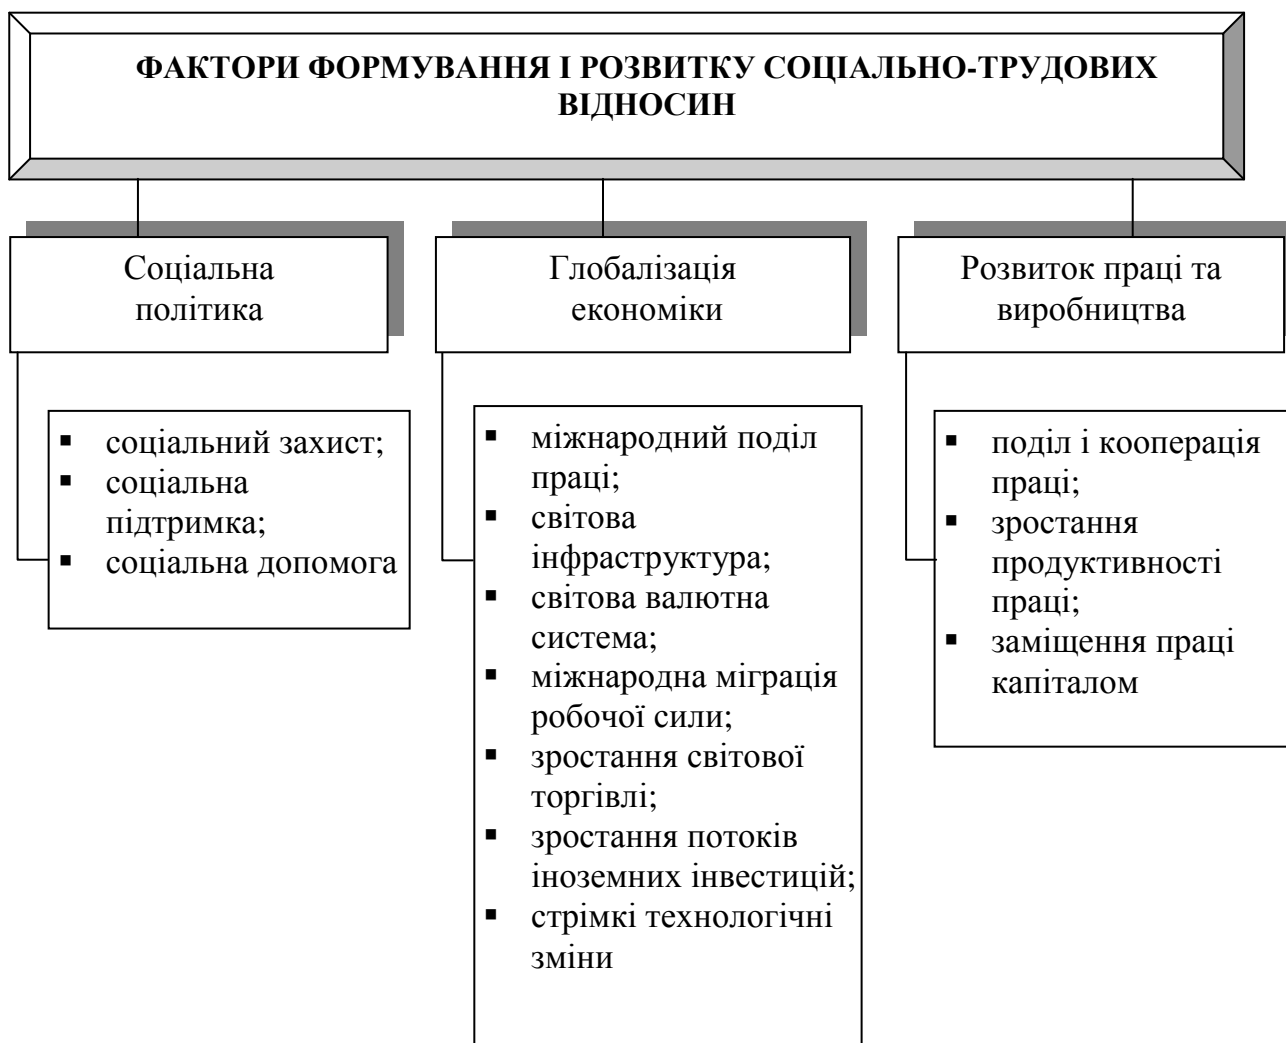 ФАКТОРИ ФОРМУВАННЯ І РОЗВИТКУ СОЦІАЛЬНО-ТРУДОВИХ
ВІДНОСИН
Соціальна
політика
▪ соціальний захист;
▪ соціальна
підтримка;
▪ соціальна допомога
Глобалізація
економіки
▪ міжнародний поділ
праці;
▪ світова
інфраструктура;
▪ світова валютна
система;
▪ міжнародна міграція
робочої сили;
▪ зростання світової
торгівлі;
▪ зростання потоків
іноземних інвестицій;
▪ стрімкі технологічні
зміни
Розвиток праці та
виробництва
▪ поділ і кооперація
праці;
▪ зростання
продуктивності
праці;
▪ заміщення праці
капіталом